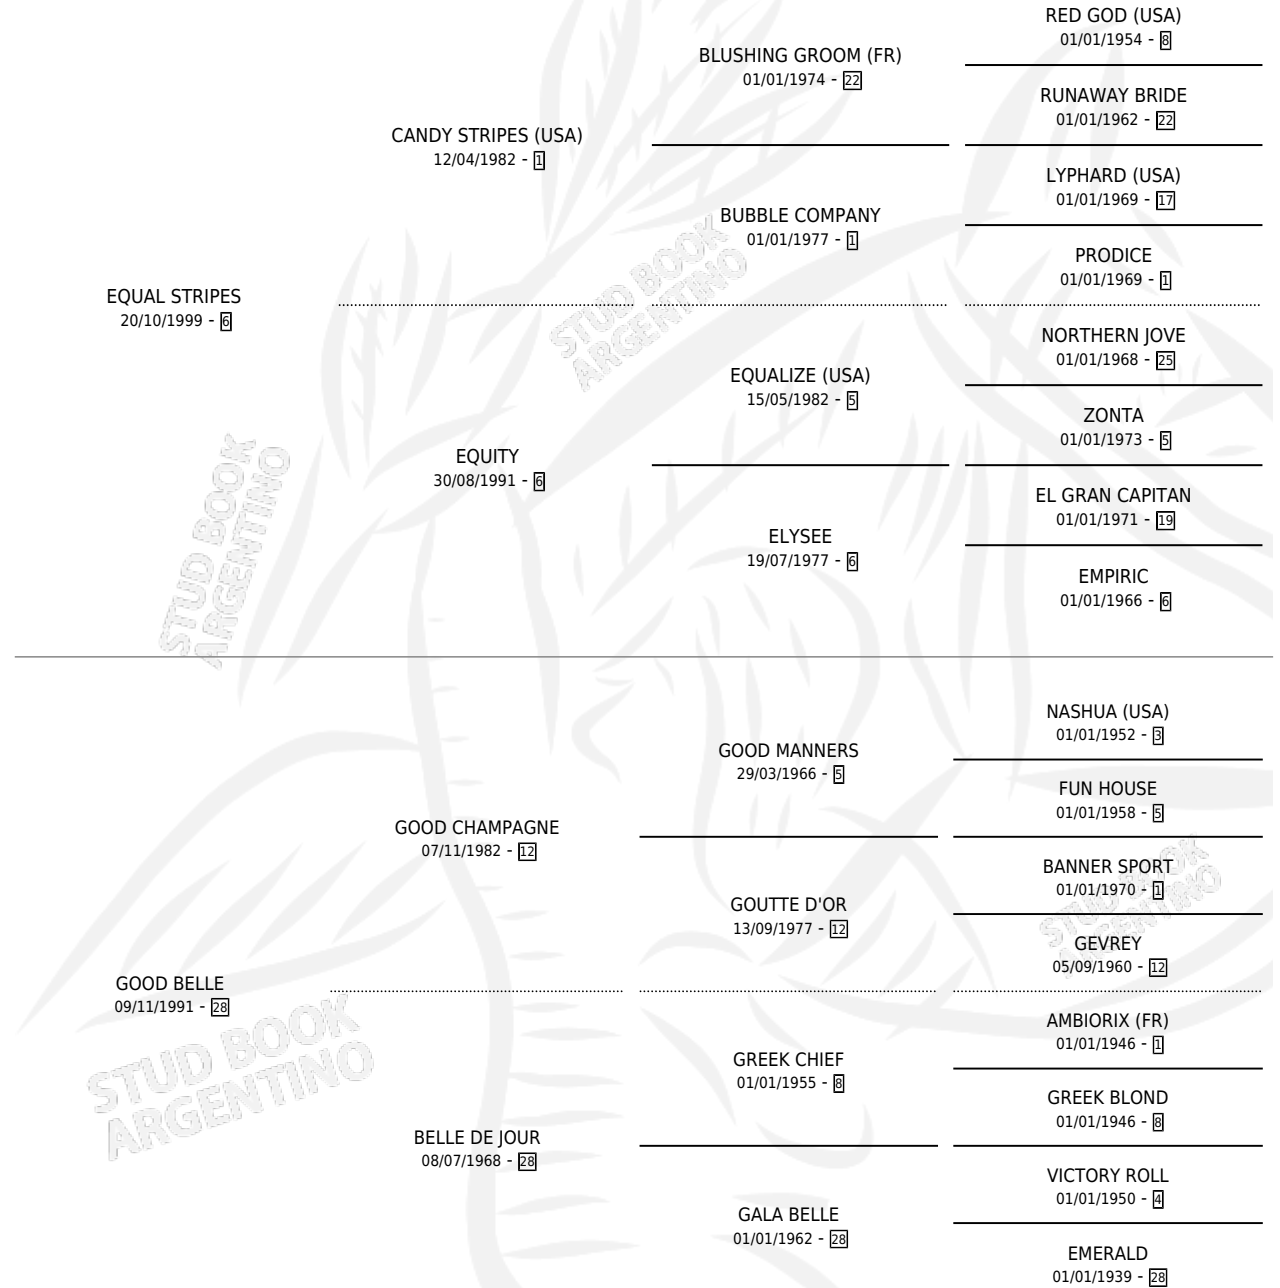 RED GOD (USA)
01/01/1954 - 8
BLUSHING GROOM (FR)
01/01/1974 - 22
RUNAWAY BRIDE
01/01/1962 - 22
CANDY STRIPES (USA)
12/04/1982 - 1
LYPHARD (USA)
01/01/1969 - 17
BUBBLE COMPANY
01/01/1977 - 1
PRODICE
01/01/1969 - 1
EQUAL STRIPES
20/10/1999 - 6
STUD BOOK
ARGENTINO
NORTHERN JOVE
01/01/1968 - 25
EQUALIZE (USA)
15/05/1982 - 5
ZONTA
01/01/1973 - 5
EQUITY
30/08/1991 - 6
EL GRAN CAPITAN
01/01/1971 - 19
ELYSEE
19/07/1977 - 6
EMPIRIC
01/01/1966 - 6
STUD BOOK
ARGENTINO
NASHUA (USA)
01/01/1952 - 3
GOOD MANNERS
29/03/1966 - 5
FUN HOUSE
01/01/1958 - 5
GOOD CHAMPAGNE
07/11/1982 - 12
BANNER SPORT
01/01/1970 - 1
GOUTTE D'OR
13/09/1977 - 12
STUD BOOK
ARGENTINO
GEVREY
05/09/1960 - 12
GOOD BELLE
09/11/1991 - 28
STUD BOOK
ARGENTINO
AMBIORIX (FR)
01/01/1946 - 1
GREEK CHIEF
01/01/1955 - 8
GREEK BLOND
01/01/1946 - 8
BELLE DE JOUR
08/07/1968 - 28
VICTORY ROLL
01/01/1950 - 4
GALA BELLE
01/01/1962 - 28
EMERALD
01/01/1939 - 28